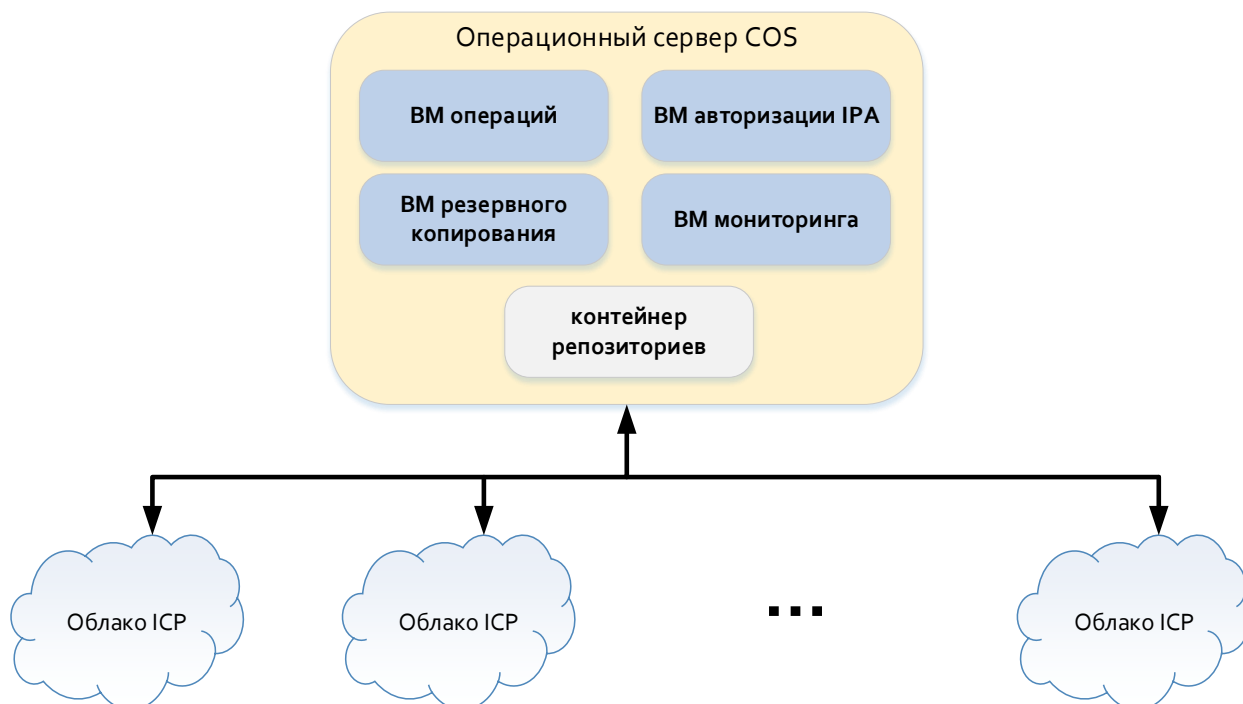 Операционный сервер COS
ВМ операций
ВМ авторизации IPA
ВМ резервного
копирования
ВМ мониторинга
контейнер
репозиториев
...
Облако ICP
Облако ICP
Облако ICP